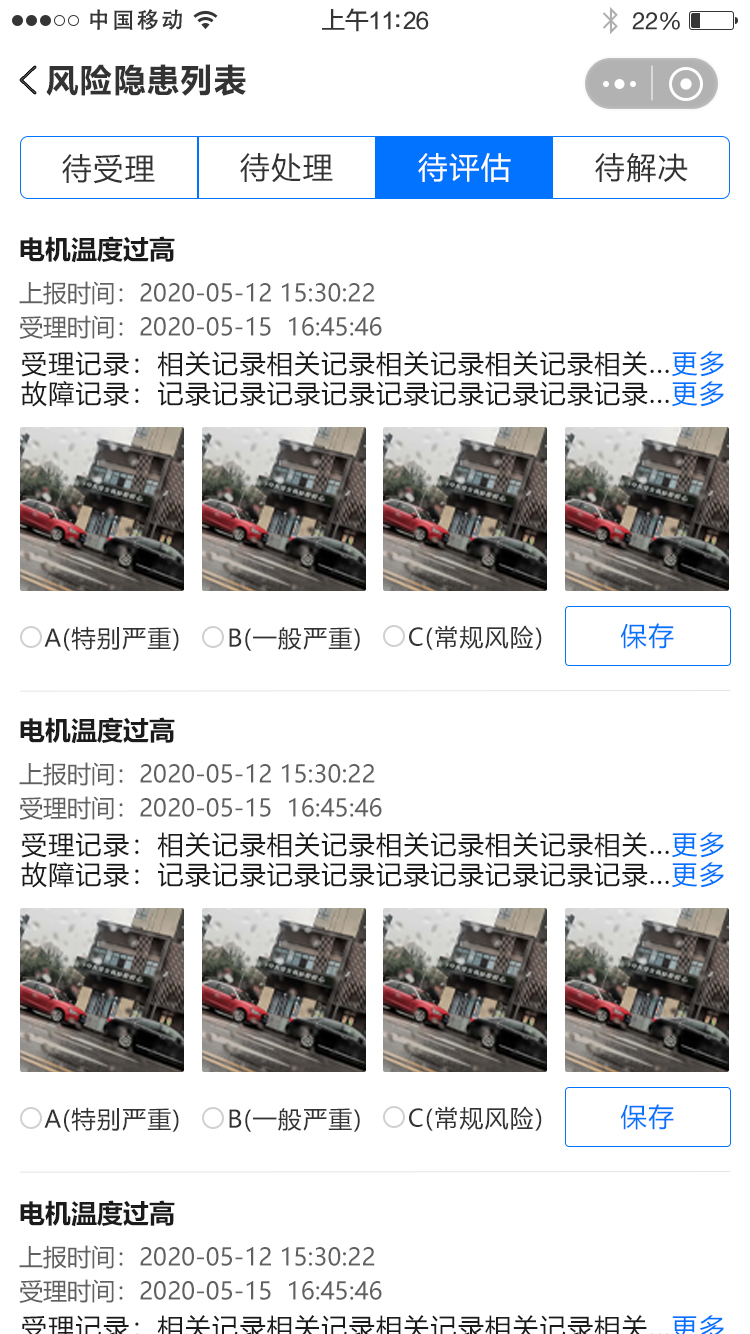 中国移动 上午11:26 22%
风险隐患列表
待受理 待处理 待评估 待解决
电机温度过高
上报时间：2020-05-12 15:30:22
受理时间：2020-05-15  16:45:46
受理记录：相关记录相关记录相关记录相关记录相关...更多
故障记录：记录记录记录记录记录记录记录记录记录...更多
A(特别严重) B(一般严重) C(常规风险) 保存
电机温度过高
上报时间：2020-05-12 15:30:22
受理时间：2020-05-15  16:45:46
受理记录：相关记录相关记录相关记录相关记录相关...更多
故障记录：记录记录记录记录记录记录记录记录记录...更多
A(特别严重) B(一般严重) C(常规风险) 保存
电机温度过高
上报时间：2020-05-12 15:30:22
受理时间：2020-05-15  16:45:46
受理记录：相关记录相关记录相关记录相关记录相关...更多